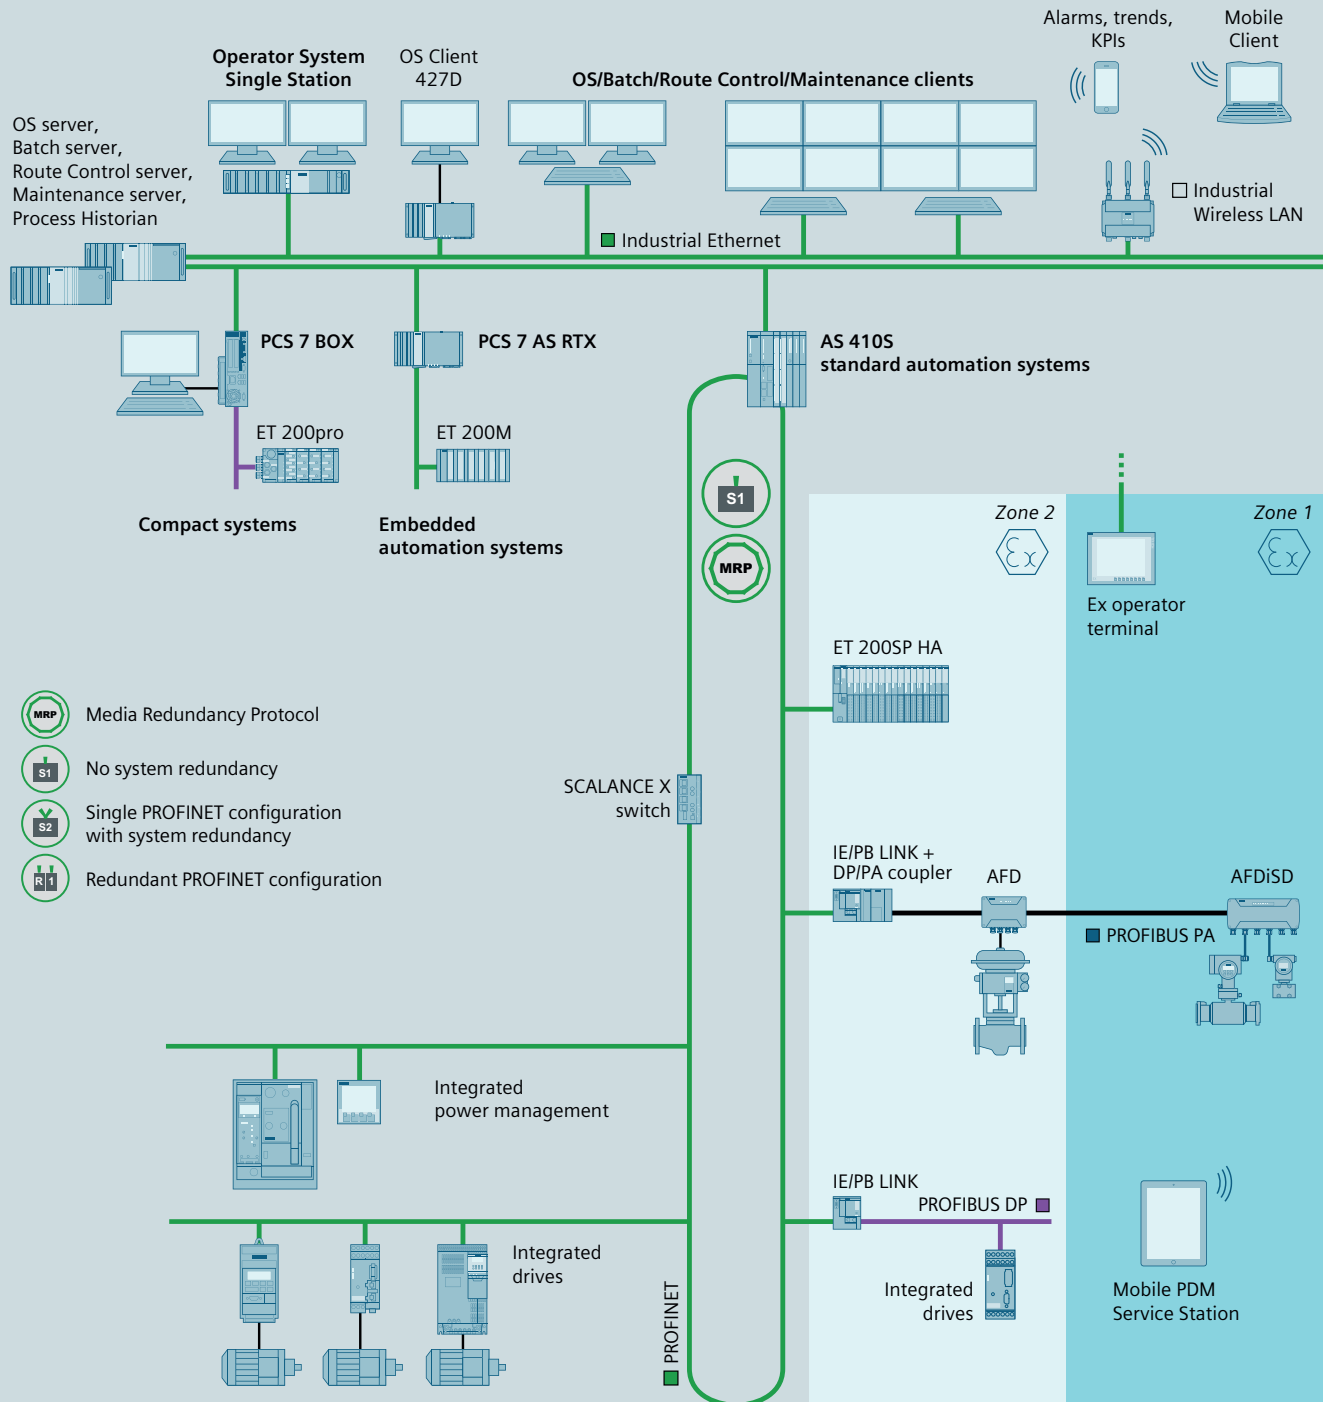 Alarms, trends,
KPIs
Mobile
Client
Operator System
Single Station
OS Client
427D
OS/Batch/Route Control/Maintenance clients
OS server,
Batch server,
Route Control server,
Maintenance server,
Process Historian
Industrial
Wireless LAN
Industrial Ethernet
PCS 7 BOX
PCS 7 AS RTX
AS 410S
standard automation systems
ET 200pro
ET 200M
Compact systems
Embedded
automation systems
S1
MRP
Zone 2
Ex
Zone 1
Ex
Ex operator
terminal
ET 200SP HA
MRP
Media Redundancy Protocol
S1
No system redundancy
S2
Single PROFINET configuration
with system redundancy
R 1
Redundant PROFINET configuration
SCALANCE X
switch
IE/PB LINK +
DP/PA coupler
AFD
AFDiSD
PROFIBUS PA
Integrated
power management
IE/PB LINK
PROFIBUS DP
Integrated
drives
Integrated
drives
Mobile PDM
Service Station
PROFINET